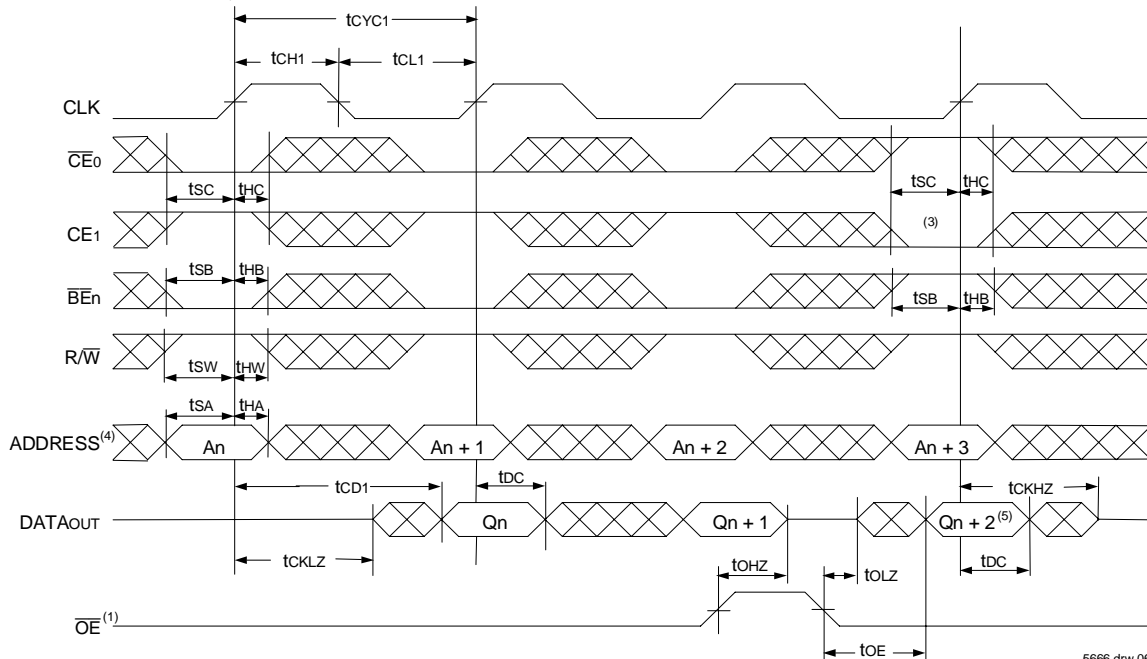 tCYC1
tCH1 tCL1
CLK
CE0
tSC tHC tSC tHC
CE1 (3)
tSB tHB
BEn
tSB tHB
R/W
tSW tHW
tSA tHA
ADDRESS(4) An An + 1 An + 2 An + 3
tCD1 tDC tCKHZ
DATAOUT Qn Qn + 1 Qn + 2(5)
tCKLZ tOHZ tOLZ tDC
OE(1)
tOE